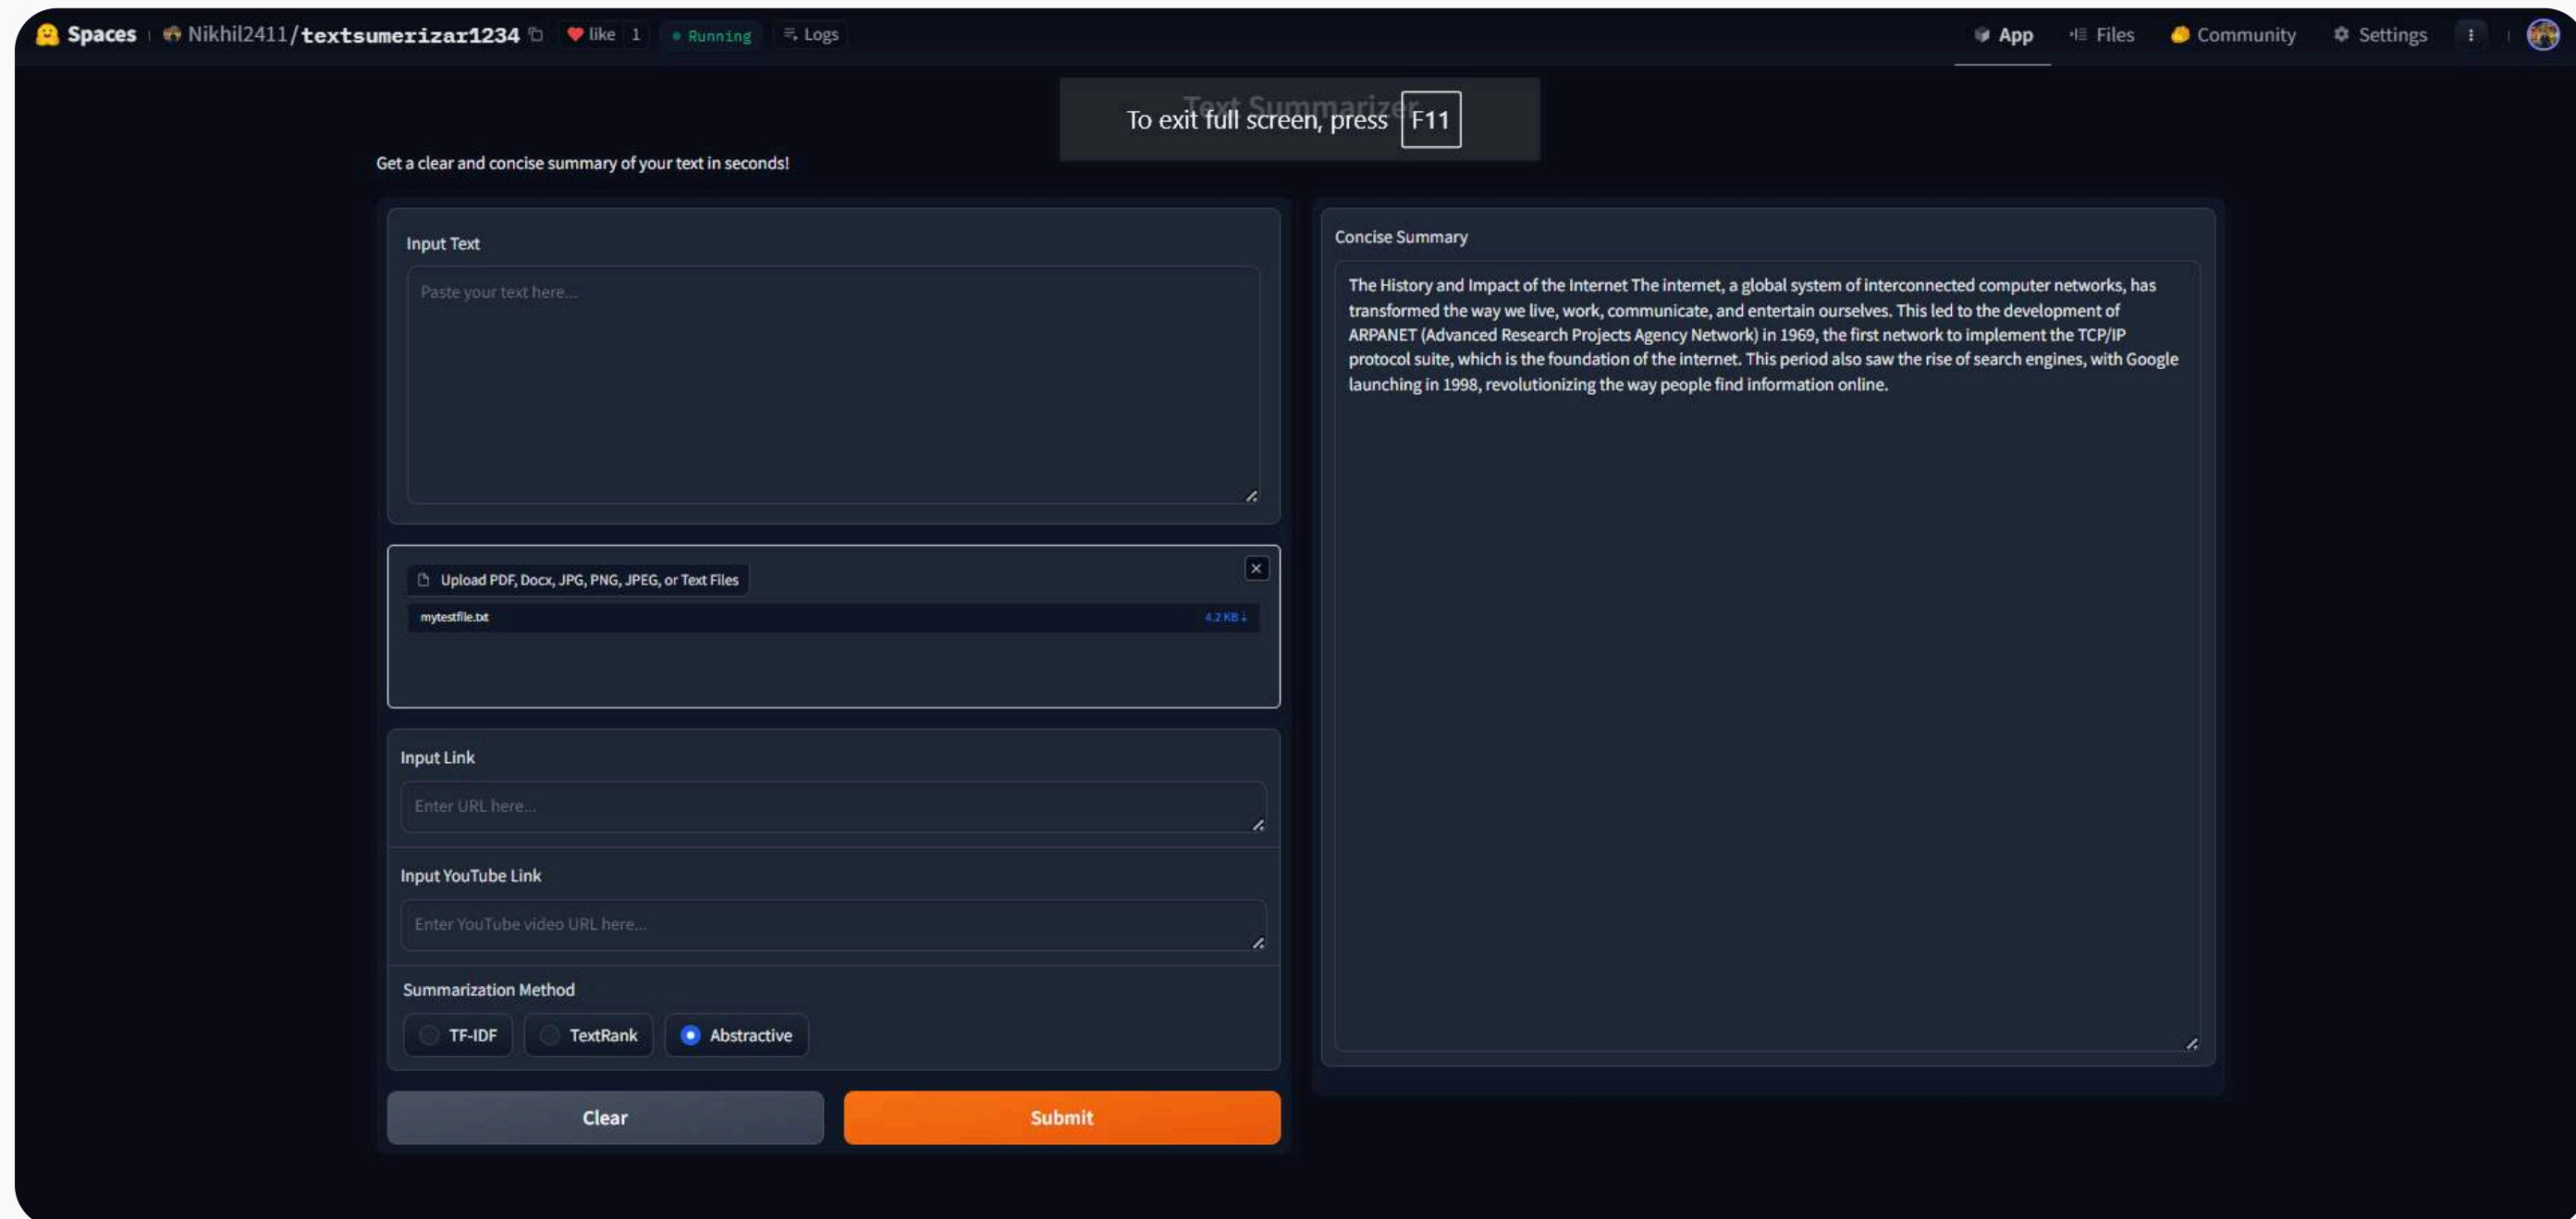 Spaces Nikhil2411/textsumerizar1234 like 1 Running Logs App Files Community Settings
Text Summarizer
To exit full screen, press F11
Get a clear and concise summary of your text in seconds!
Input Text
Paste your text here...
Upload PDF, Docx, JPG, PNG, JPEG, or Text Files
mytestfile.txt 4.2 KB ↓
Input Link
Enter URL here...
Input YouTube Link
Enter YouTube video URL here...
Summarization Method
TF-IDF TextRank Abstractive
Clear Submit
Concise Summary
The History and Impact of the Internet The internet, a global system of interconnected computer networks, has
transformed the way we live, work, communicate, and entertain ourselves. This led to the development of
ARPANET (Advanced Research Projects Agency Network) in 1969, the first network to implement the TCP/IP
protocol suite, which is the foundation of the internet. This period also saw the rise of search engines, with Google
launching in 1998, revolutionizing the way people find information online.